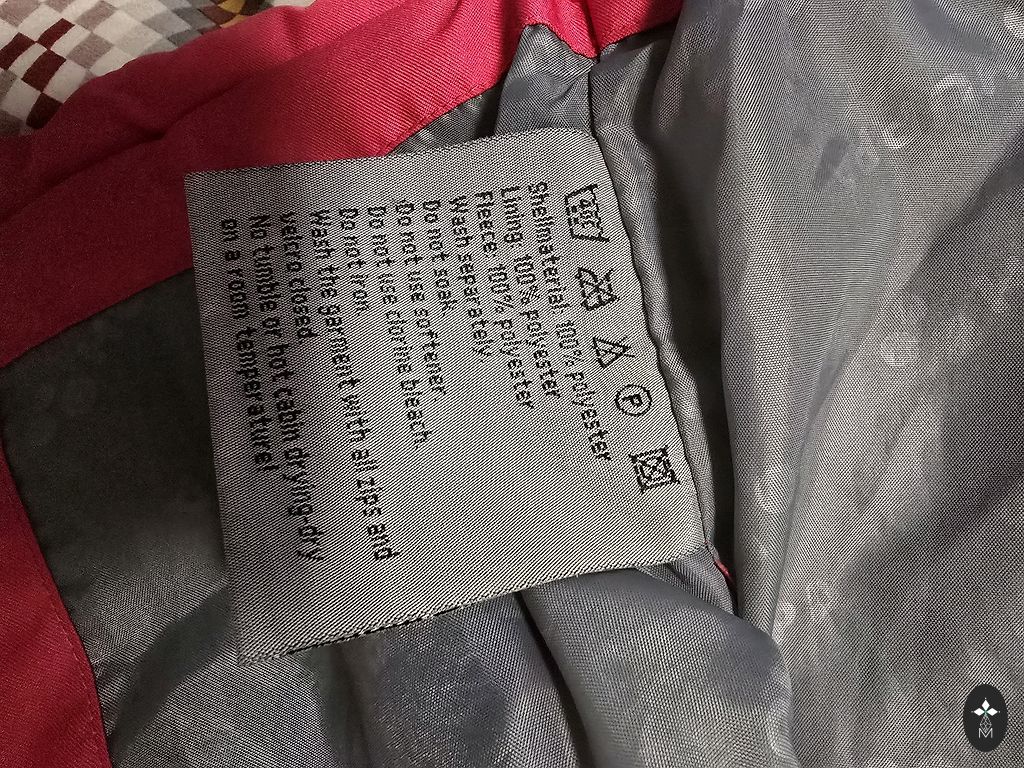 40
P
Shellmaterial: 100% polyester
Lining: 100% polyester
Fleece: 100% polyester
Wash separately
Do not soak.
Do not use softener
Do not use clorine bleach
Do not iron
Wash the garment with all zips and
velcro closed
No tumble or hot cabin drying-dry
on a room temperature!
M